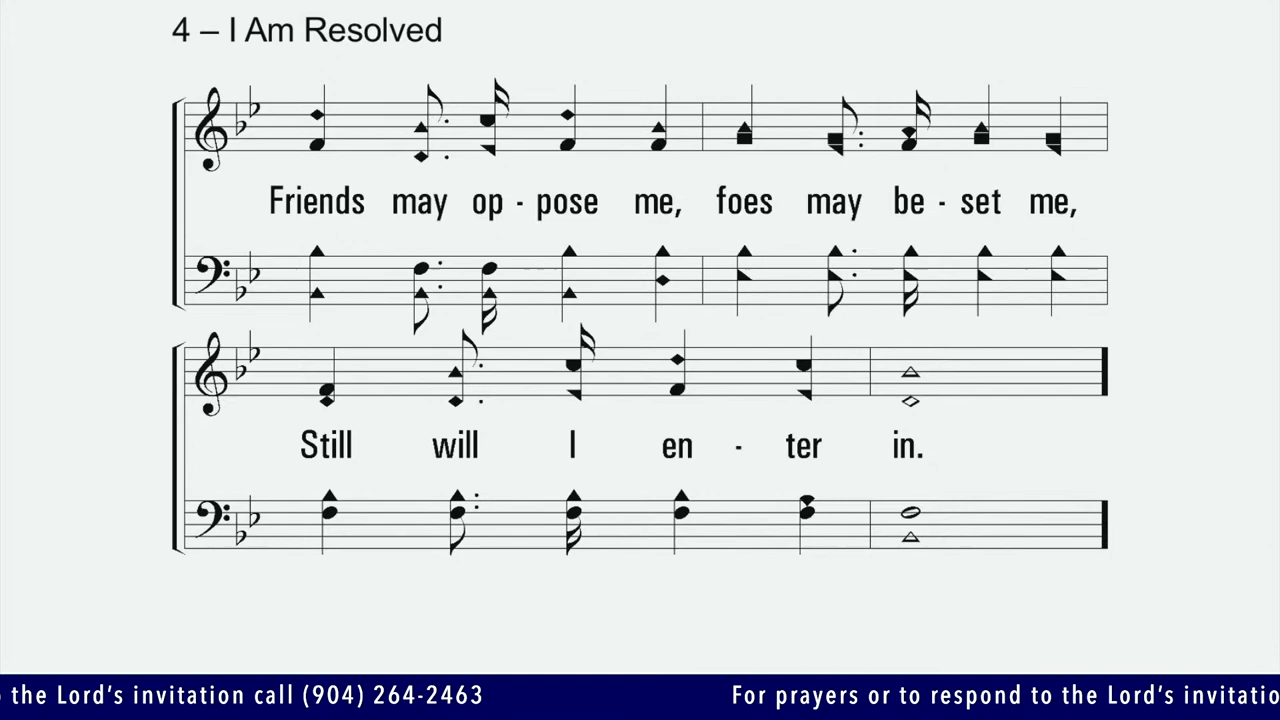 4 – I Am Resolved
Friends may op - pose me, foes may be - set me,
Still will I en - ter in.
the Lord's invitation call (904) 264-2463 For prayers or to respond to the Lord's invitatio